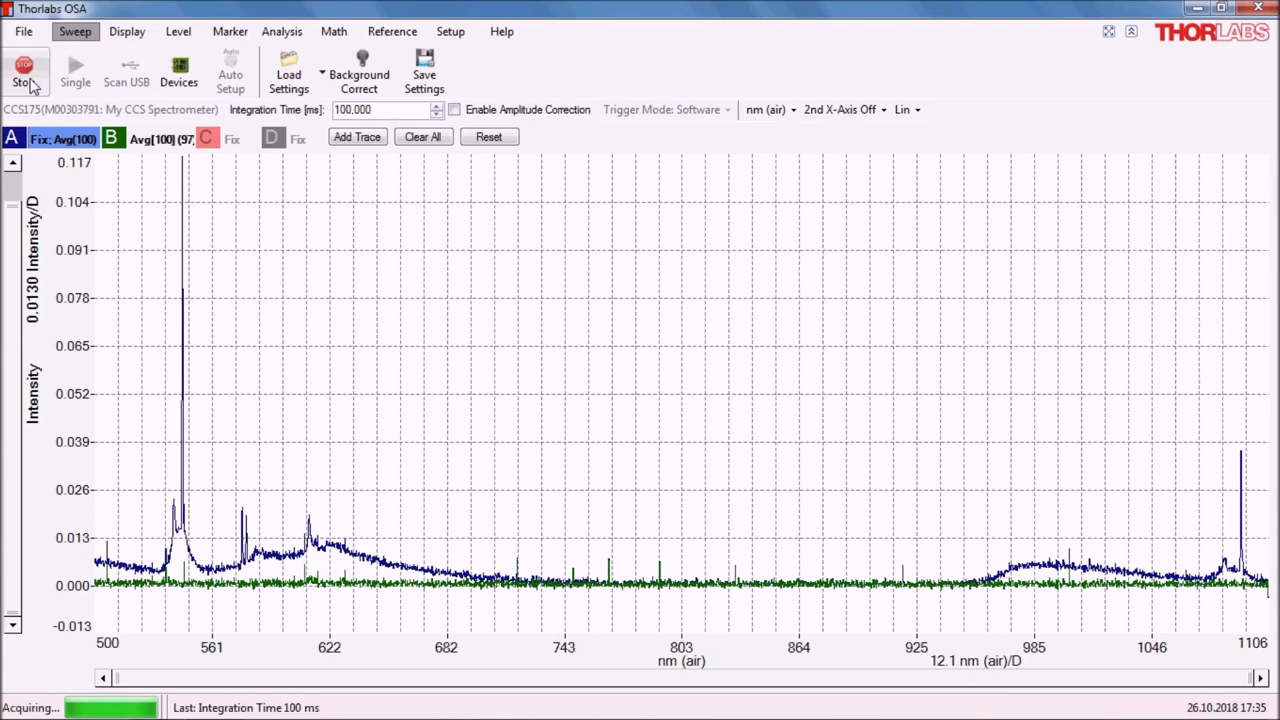 Thorlabs OSA
File Sweep Display Level Marker Analysis Math Reference Setup Help THORLABS
STOP Stop Single Scan USB Devices Auto Setup Load Settings Background Correct Save Settings
CCS175(M00303791: My CCS Spectrometer) Integration Time [ms]: 100,000 Enable Amplitude Correction Trigger Mode: Software nm (air) 2nd X-Axis Off Lin
A Fix; Avg(100) B Avg[100] (97 C Fix D Fix Add Trace Clear All Reset
0.0130 Intensity/D
Intensity
0.117
0.104
0.091
0.078
0.065
0.052
0.039
0.026
0.013
0.000
-0.013
500 561 622 682 743 803 864 925 985 1046 1106
nm (air) 12.1 nm (air)/D
Acquiring... Last: Integration Time 100 ms 26.10.2018 17:35